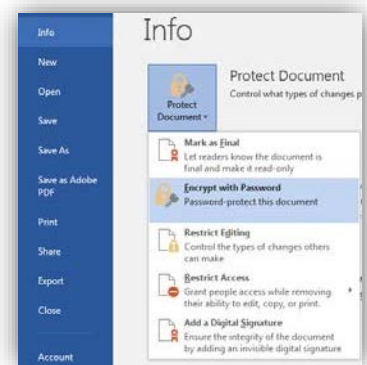 Info
New
Open
Save
Save As
Save as Adobe
PDF
Print
Share
Export
Close
Account
Info
Protect
Document
Protect Document
Control what types of changes p
Mark as Final
Let readers know the document is
final and make it read-only
Encrypt with Password
Password-protect this document
Restrict Editing
Control the types of changes others
can make
Restrict Access
Grant people access while removing
their ability to edit, copy, or print.
Add a Digital Signature
Ensure the integrity of the document
by adding an invisible digital signature